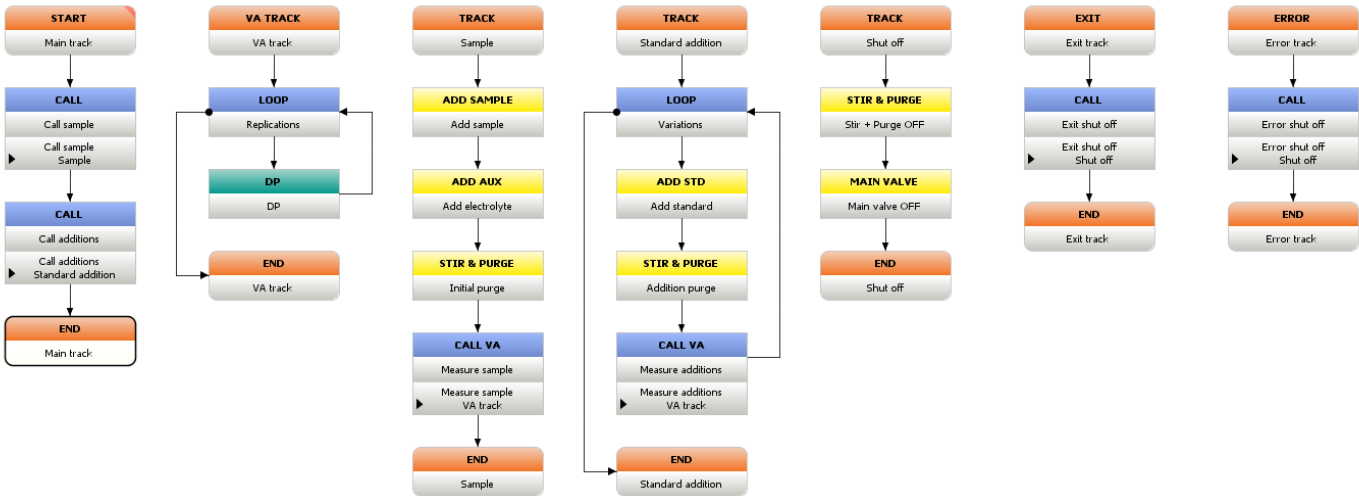 START
Main track
CALL
Call sample
Call sample
Sample
CALL
Call additions
Call additions
Standard addition
END
Main track
VA TRACK
VA track
LOOP
Replications
DP
DP
END
VA track
TRACK
Sample
ADD SAMPLE
Add sample
ADD AUX
Add electrolyte
STIR & PURGE
Initial purge
CALL VA
Measure sample
Measure sample
VA track
END
Sample
TRACK
Standard addition
LOOP
Variations
ADD STD
Add standard
STIR & PURGE
Addition purge
CALL VA
Measure additions
Measure additions
VA track
END
Standard addition
TRACK
Shut off
STIR & PURGE
Stir + Purge OFF
MAIN VALVE
Main valve OFF
END
Shut off
EXIT
Exit track
CALL
Exit shut off
Exit shut off
Shut off
END
Exit track
ERROR
Error track
CALL
Error shut off
Error shut off
Shut off
END
Error track